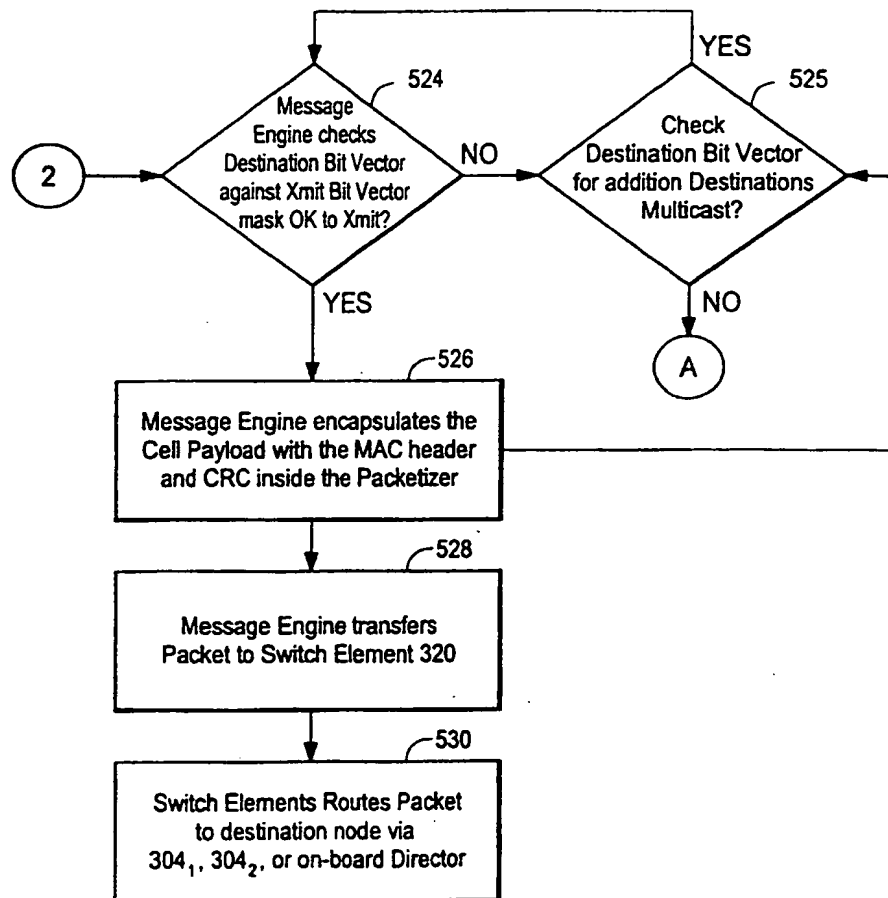 YES
524
525
Message
Engine checks
Destination Bit Vector
against Xmit Bit Vector
mask OK to Xmit?
Check
Destination Bit Vector
for addition Destinations
Multicast?
2
NO
YES
NO
A
526
Message Engine encapsulates the
Cell Payload with the MAC header
and CRC inside the Packetizer
528
Message Engine transfers
Packet to Switch Element 320
530
Switch Elements Routes Packet
to destination node via
304₁, 304₂, or on-board Director